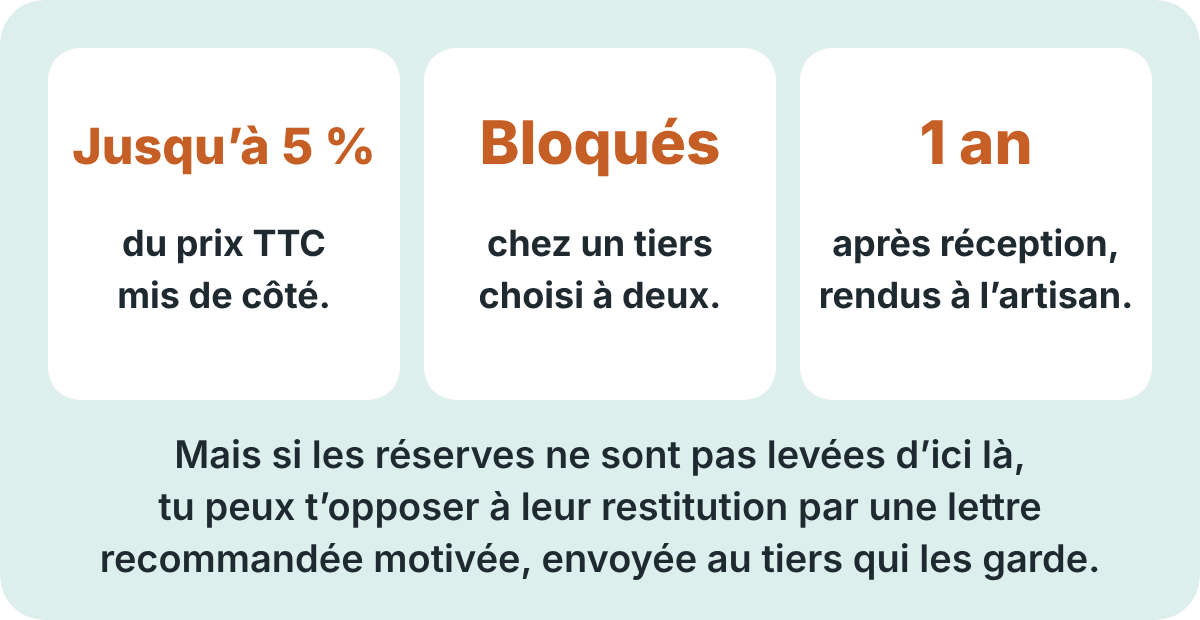 Jusqu’à 5 %
du prix TTC
mis de côté.
Bloqués
chez un tiers
choisi à deux.
1 an
après réception,
rendus à l’artisan.
Mais si les réserves ne sont pas levées d’ici là,
tu peux t’opposer à leur restitution par une lettre
recommandée motivée, envoyée au tiers qui les garde.